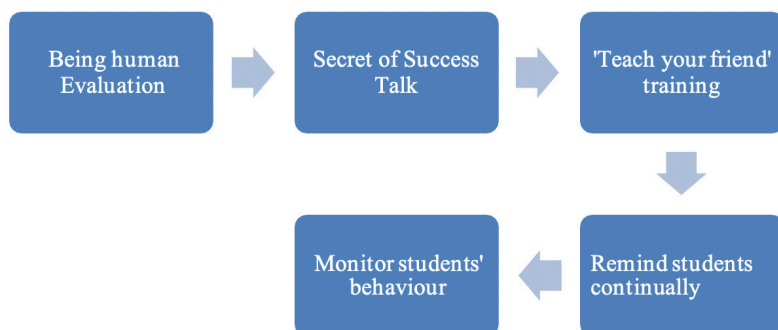 Being human
Evaluation
Secret of Success
Talk
'Teach your friend'
training
Remind students
continually
Monitor students'
behaviour